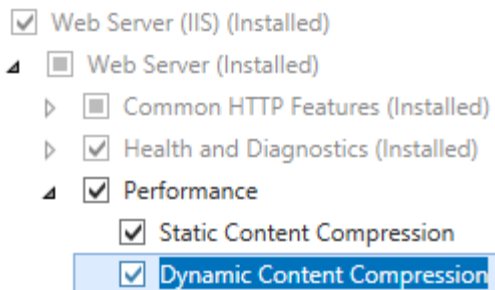 Web Server (IIS) (Installed)
Web Server (Installed)
Common HTTP Features (Installed)
Health and Diagnostics (Installed)
Performance
Static Content Compression
Dynamic Content Compression